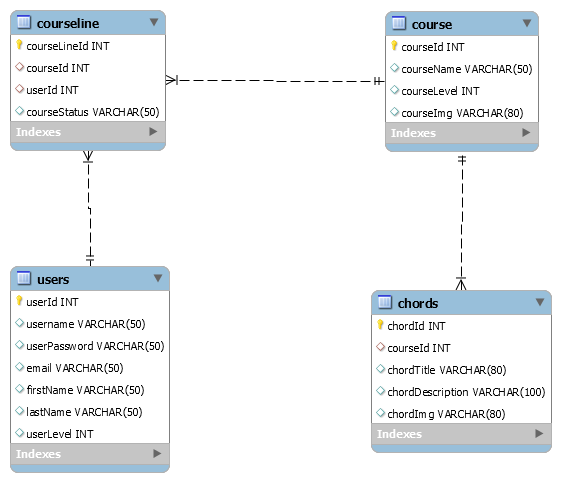 courseline
courseLineId INT
courseId INT
userId INT
courseStatus VARCHAR(50)
Indexes
course
courseId INT
courseName VARCHAR(50)
courseLevel INT
courseImg VARCHAR(80)
Indexes
users
userId INT
username VARCHAR(50)
userPassword VARCHAR(50)
email VARCHAR(50)
firstName VARCHAR(50)
lastName VARCHAR(50)
userLevel INT
Indexes
chords
chordId INT
courseId INT
chordTitle VARCHAR(80)
chordDescription VARCHAR(100)
chordImg VARCHAR(80)
Indexes